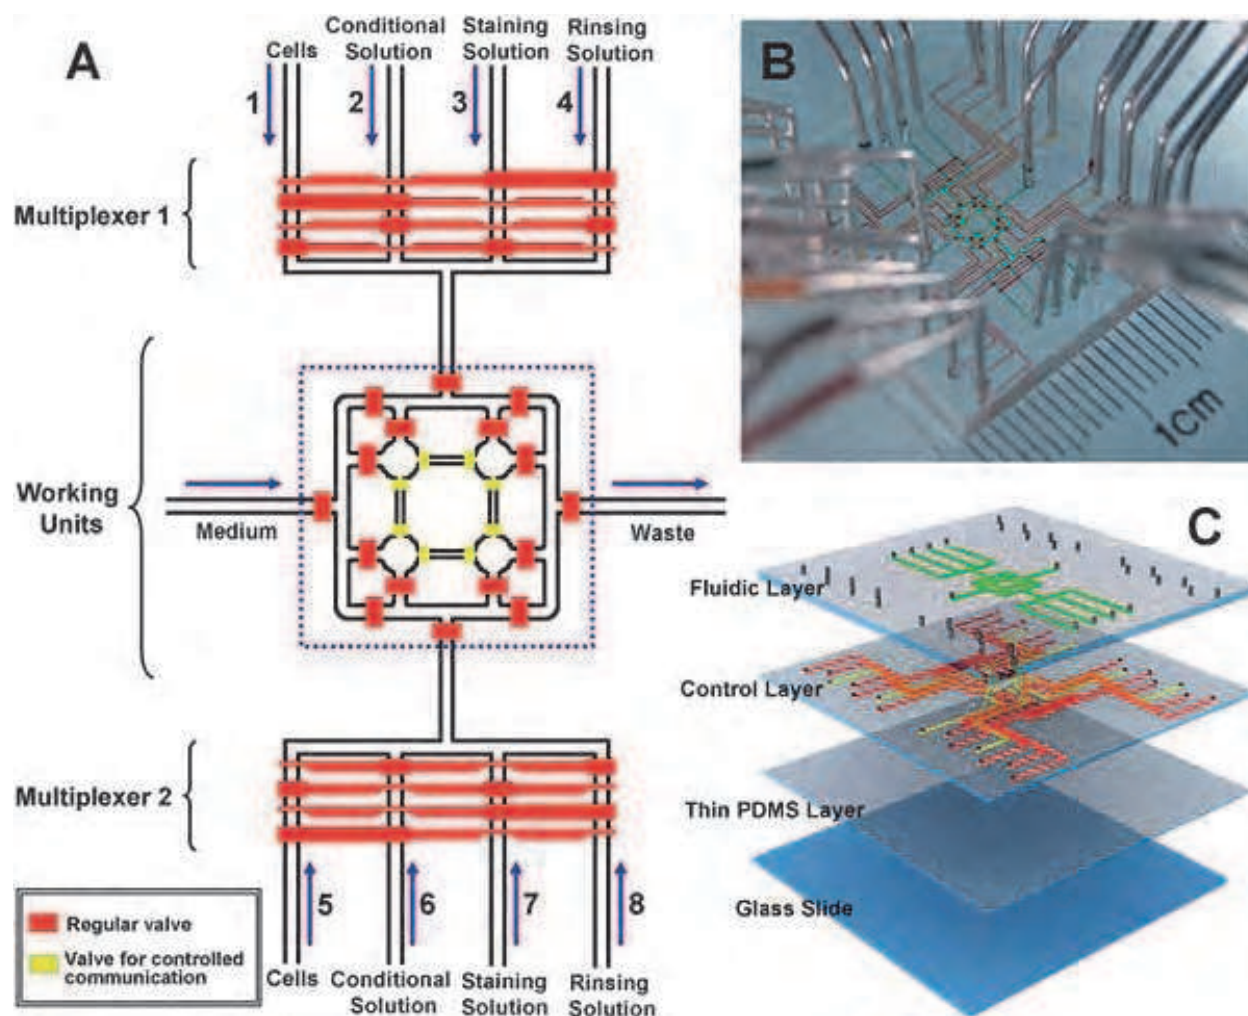 A
Cells
Conditional
Solution
Staining
Solution
Rinsing
Solution
1
2
3
4
Multiplexer 1
Working
Units
Medium
Waste
Multiplexer 2
5
6
7
8
Cells
Conditional
Solution
Staining
Solution
Rinsing
Solution
Regular valve
Valve for controlled
communication
B
1cm
C
Fluidic Layer
Control Layer
Thin PDMS Layer
Glass Slide